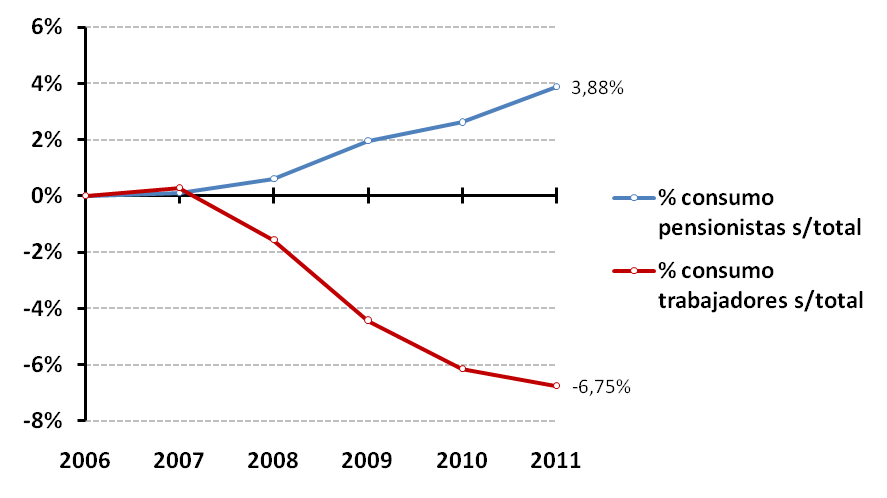 6%
4%
3,88%
2%
0%
% consumo
pensionistas s/total
-2%
% consumo
trabajadores s/total
-4%
-6%
-6,75%
-8%
2006 2007 2008 2009 2010 2011